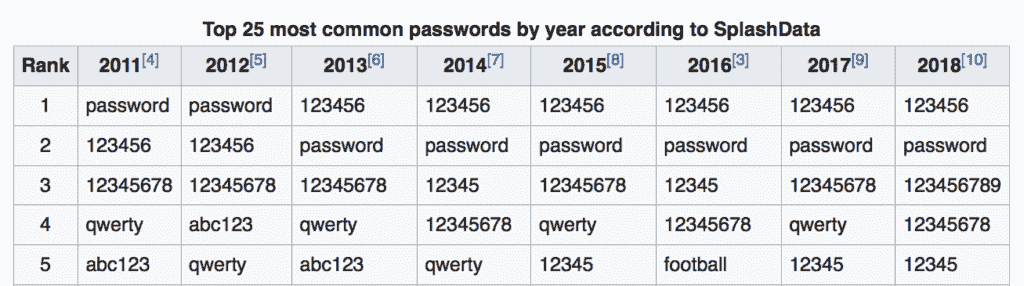 Top 25 most common passwords by year according to SplashData
Rank 2011[4] 2012[5] 2013[6] 2014[7] 2015[8] 2016[3] 2017[9] 2018[10]
1 password password 123456 123456 123456 123456 123456 123456
2 123456 123456 password password password password password password
3 12345678 12345678 12345678 12345 12345678 12345 12345678 123456789
4 qwerty abc123 qwerty 12345678 qwerty 12345678 qwerty 12345678
5 abc123 qwerty abc123 qwerty 12345 football 12345 12345